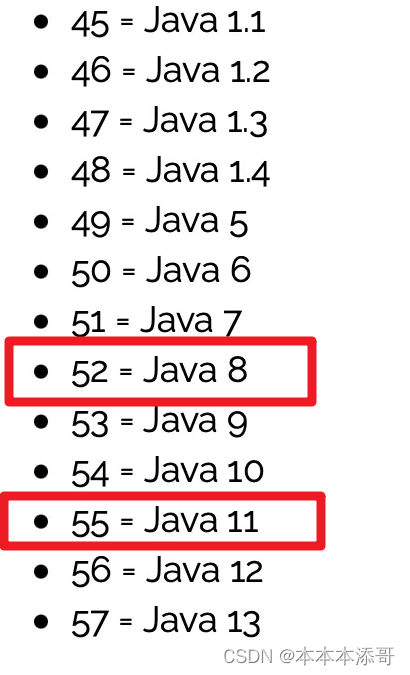 45 = Java 1.1
46 = Java 1.2
47 = Java 1.3
48 = Java 1.4
49 = Java 5
50 = Java 6
51 = Java 7
52 = Java 8
53 = Java 9
54 = Java 10
55 = Java 11
56 = Java 12
57 = Java 13
CSDN @本本本添哥